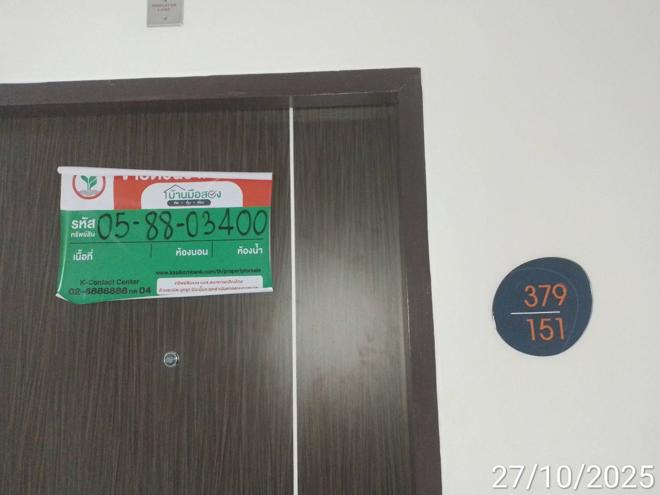 บ้านมือสอง
รหัส
ทรัพย์สิน
05-88-03400
เนื้อที่
ห้องนอน
ห้องน้ำ
www.kasikornbank.com/th/propertyforsale
K-Contact Center
02-8888888 กด 04
379
151
27/10/2025